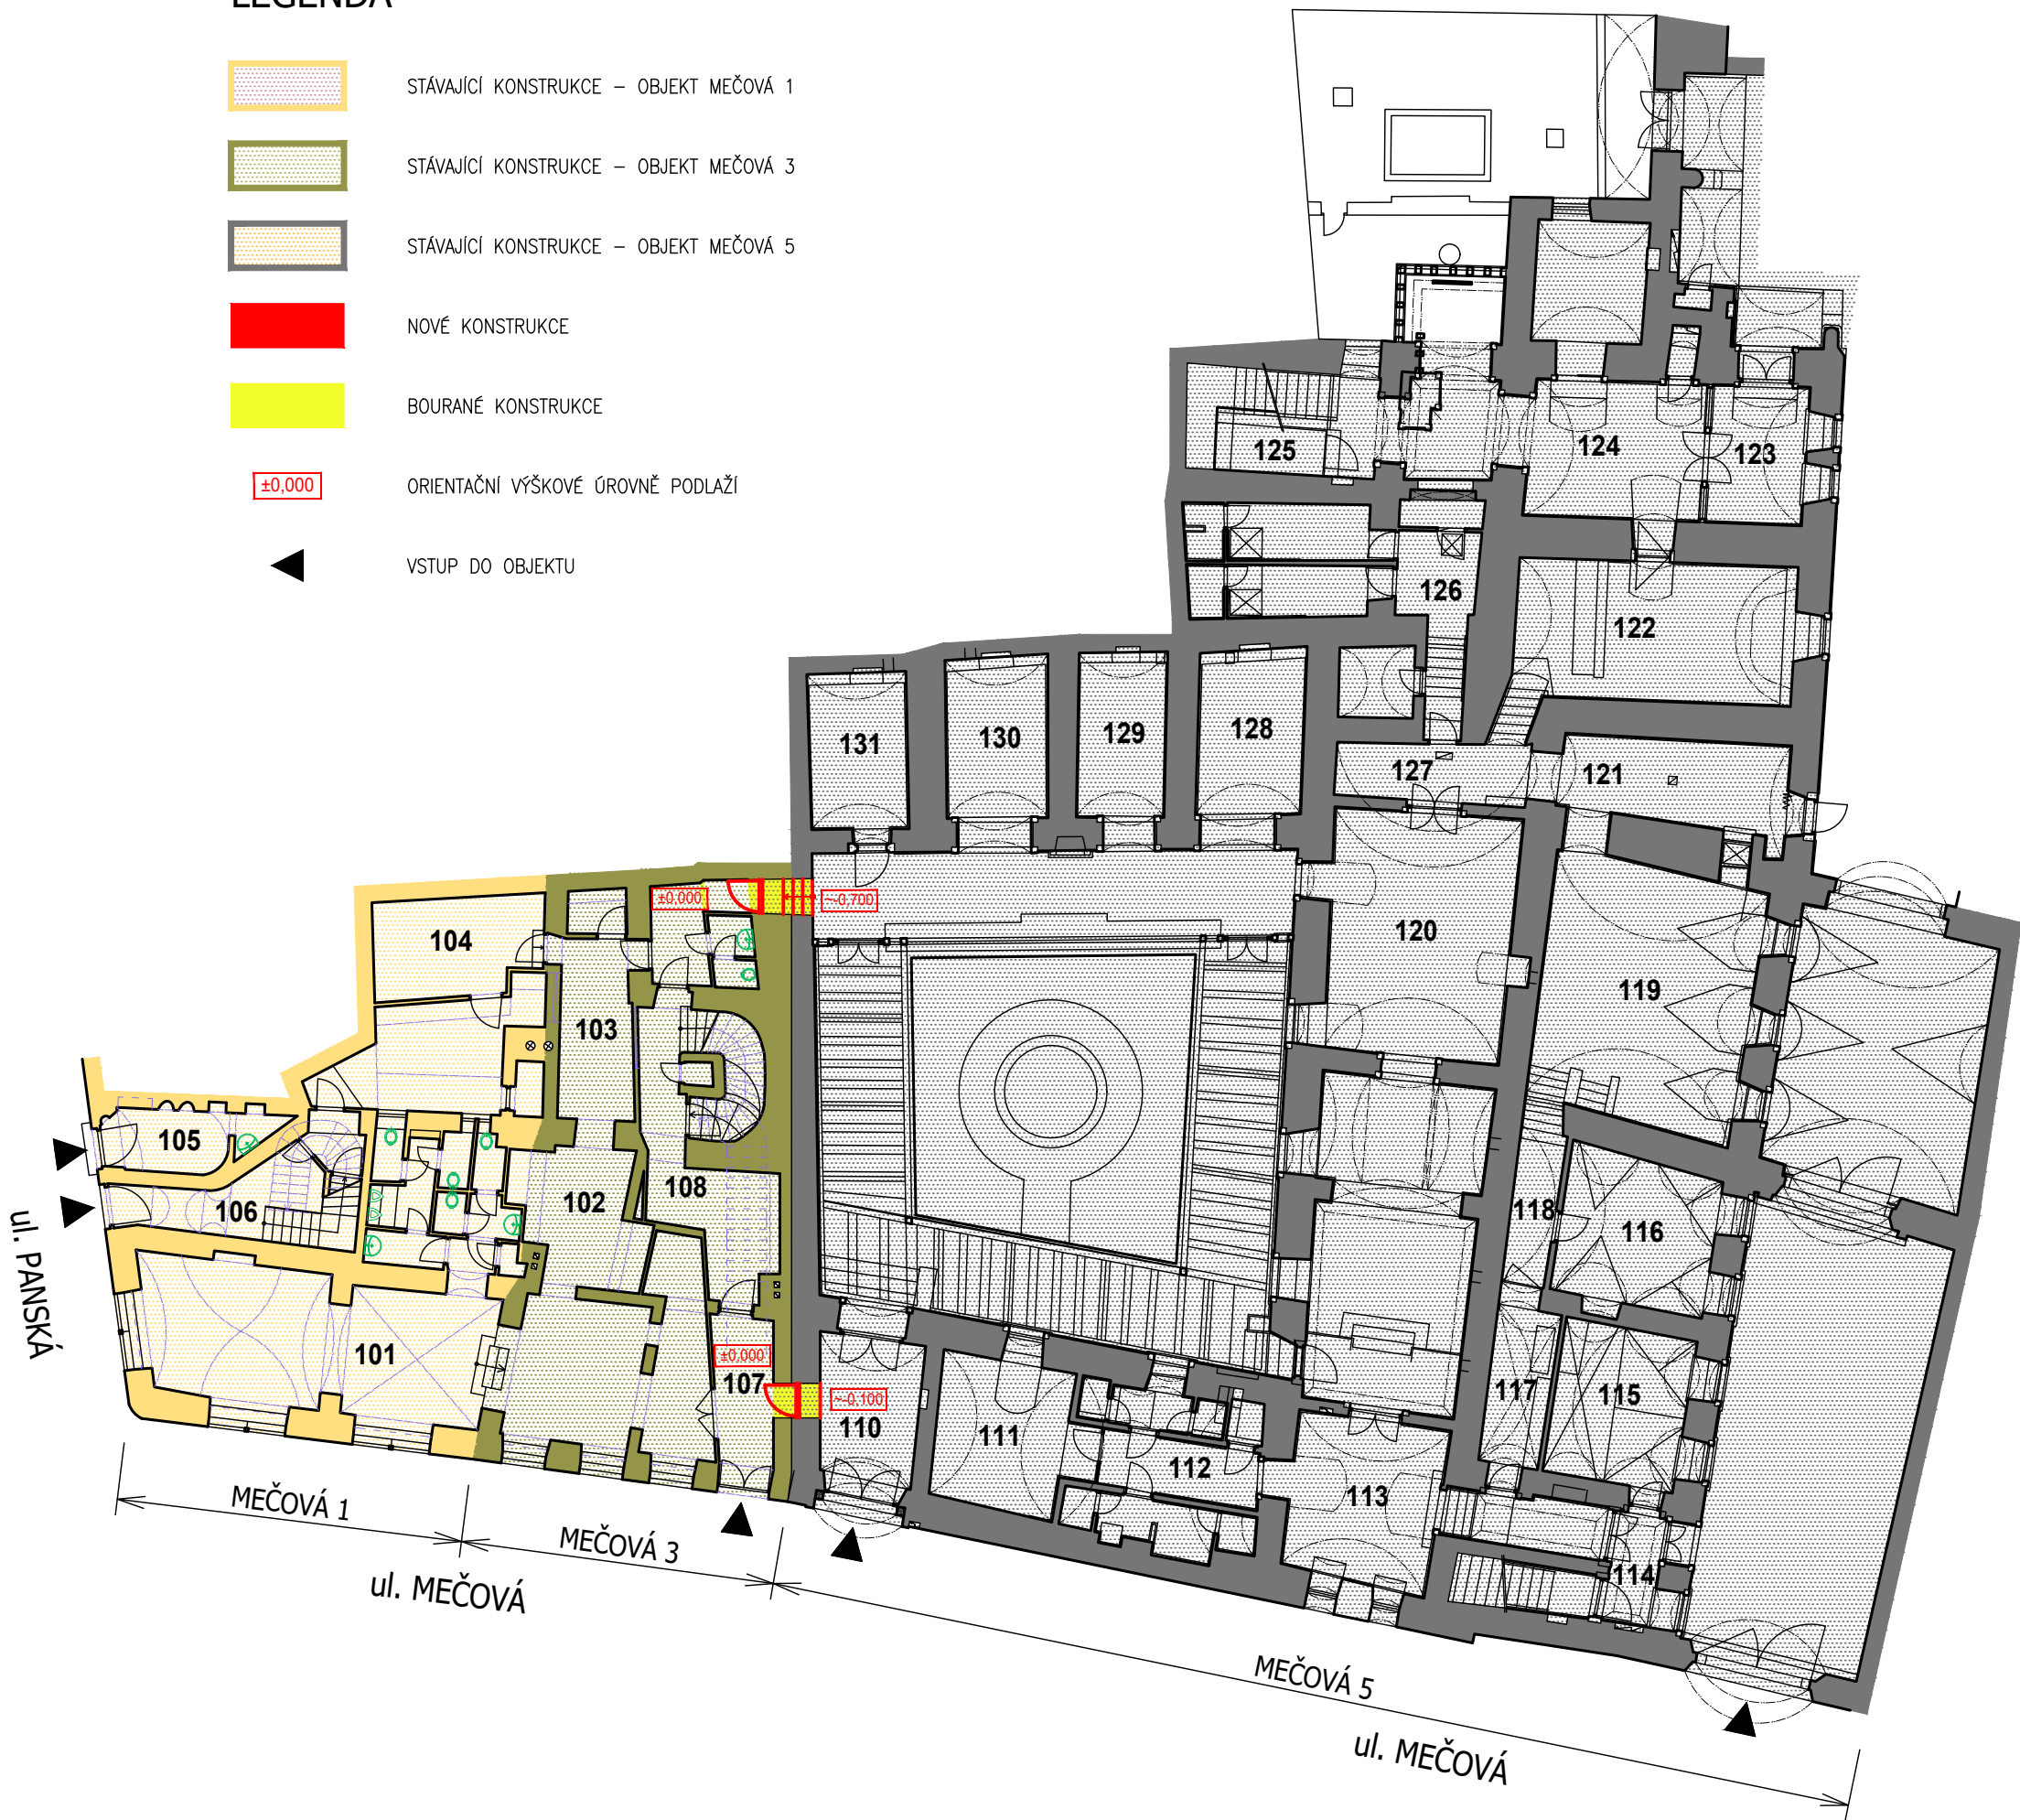 LEGENDA
STÁVAJÍCÍ KONSTRUKCE – OBJEKT MEČOVÁ 1
STÁVAJÍCÍ KONSTRUKCE – OBJEKT MEČOVÁ 3
STÁVAJÍCÍ KONSTRUKCE – OBJEKT MEČOVÁ 5
NOVÉ KONSTRUKCE
BOURANÉ KONSTRUKCE
±0,000 ORIENTAČNÍ VÝŠKOVÉ ÚROVNĚ PODLAŽÍ
VSTUP DO OBJEKTU
125
124
123
126
122
131
130
129
128
127
121
±0,000
~-0,700
104
120
103
119
105
106
102
108
118
116
101
±0,000
107
~-0,100
110
111
112
113
117
115
114
ul. PANSKÁ
MEČOVÁ 1
MEČOVÁ 3
ul. MEČOVÁ
MEČOVÁ 5
ul. MEČOVÁ